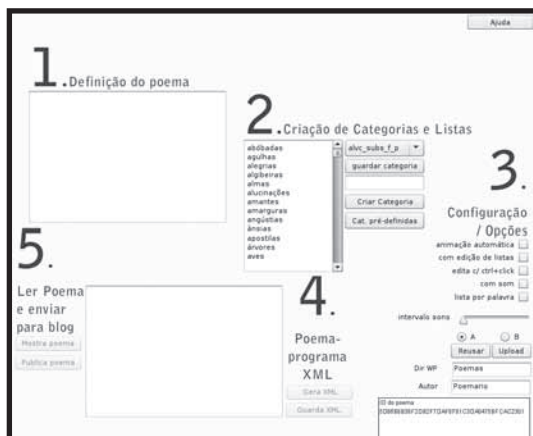 Ajuda
1. Definição do poema
2. Criação de Categorias e Listas
abóbadas
agulhas
alegrias
algibeiras
almas
alucinações
amantes
amarguras
angústias
ânsias
apostilas
árvores
aves
alvc_subs_f_p
guardar categoria
Criar Categoria
Cat. pré-definidas
3.
Configuração
/ Opções
animação automática
com edição de listas
edita c/ ctrl+click
com som
lista por palavra
intervalo sons
A B
Reusar Upload
Dir WP Poemas
Autor Poemario
ID do poema
4.
Poema-
programa
XML
Gera XML
Guarda XML
5.
Ler Poema
e enviar
para blog
Mostra poema
Publica poema